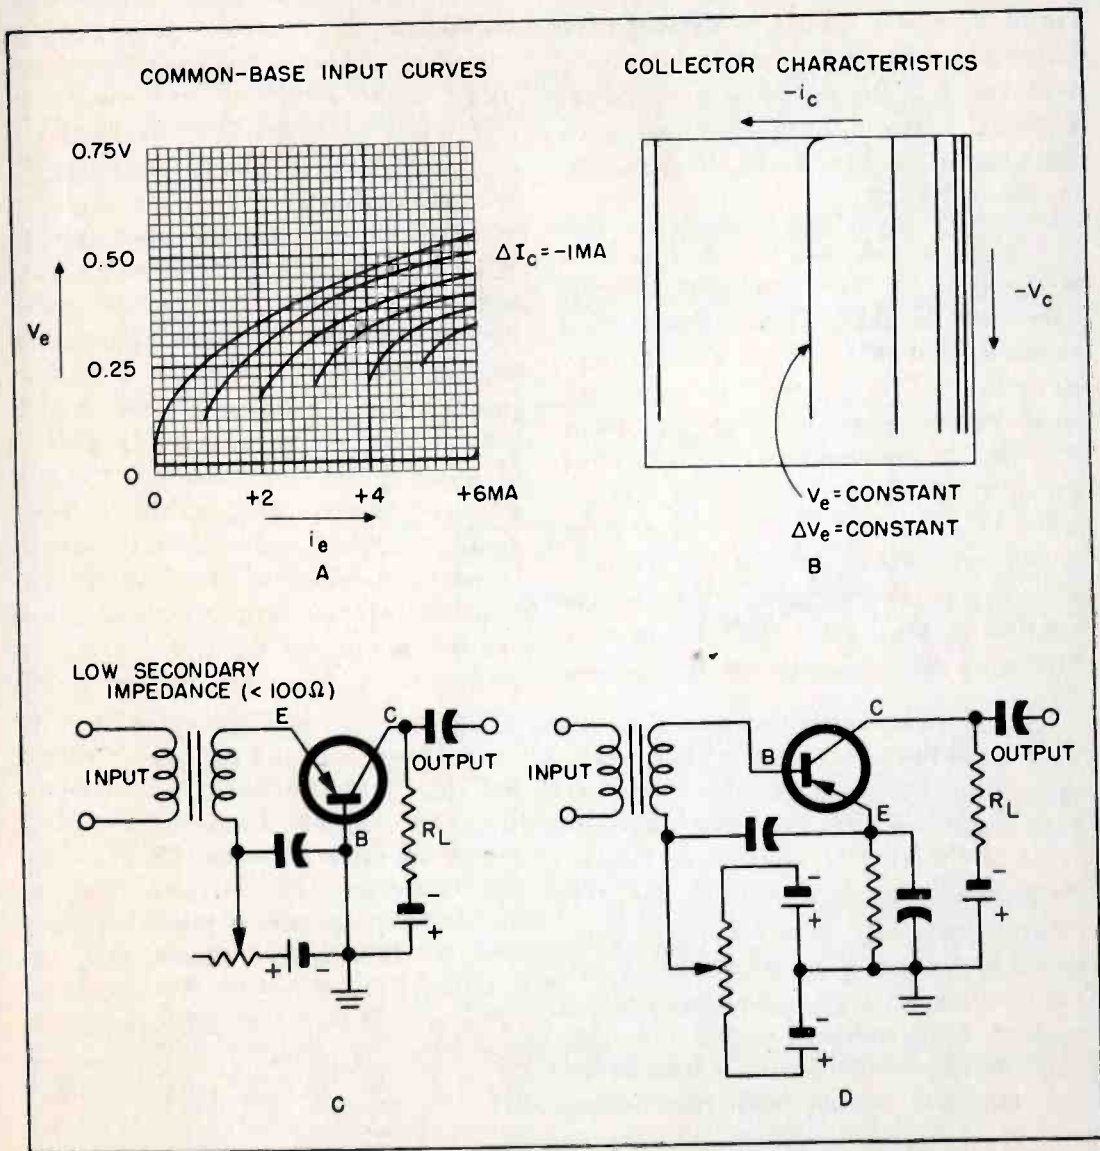 COMMON-BASE INPUT CURVES
0.75V
0.50
0.25
0
Ve
0 +2 +4 +6MA
ie
A
ΔIc = -1MA
COLLECTOR CHARACTERISTICS
-ic
-Vc
Ve = CONSTANT
ΔVe = CONSTANT
B
LOW SECONDARY
IMPEDANCE (< 100Ω)
E
C
INPUT
OUTPUT
RL
B
-
+
+
-
C
C
INPUT
B
OUTPUT
E
RL
-
+
-
+
-
+
D